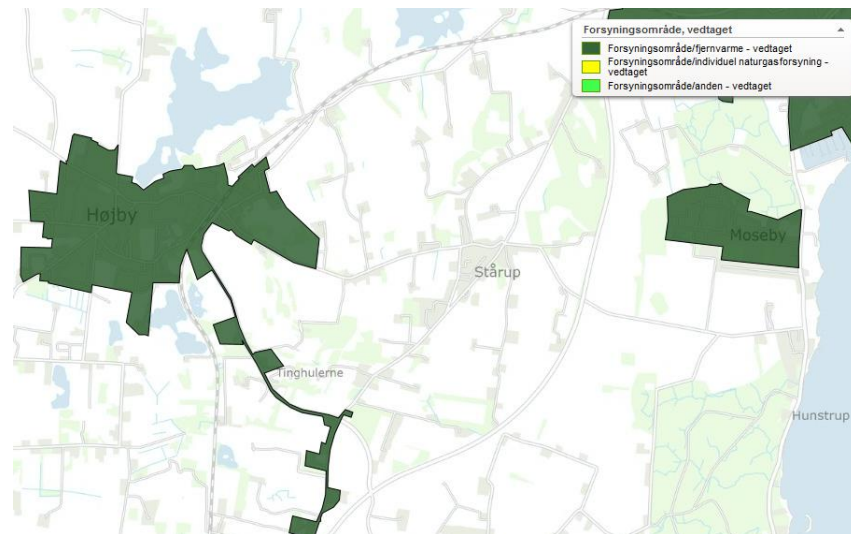 Forsyningsområde, vedtaget
Forsyningsområde/fjernvarme - vedtaget
Forsyningsområde/individuel naturgasforsyning -
vedtaget
Forsyningsområde/anden - vedtaget
Højby
Moseby
Stårup
Tinghulerne
Hunstrup